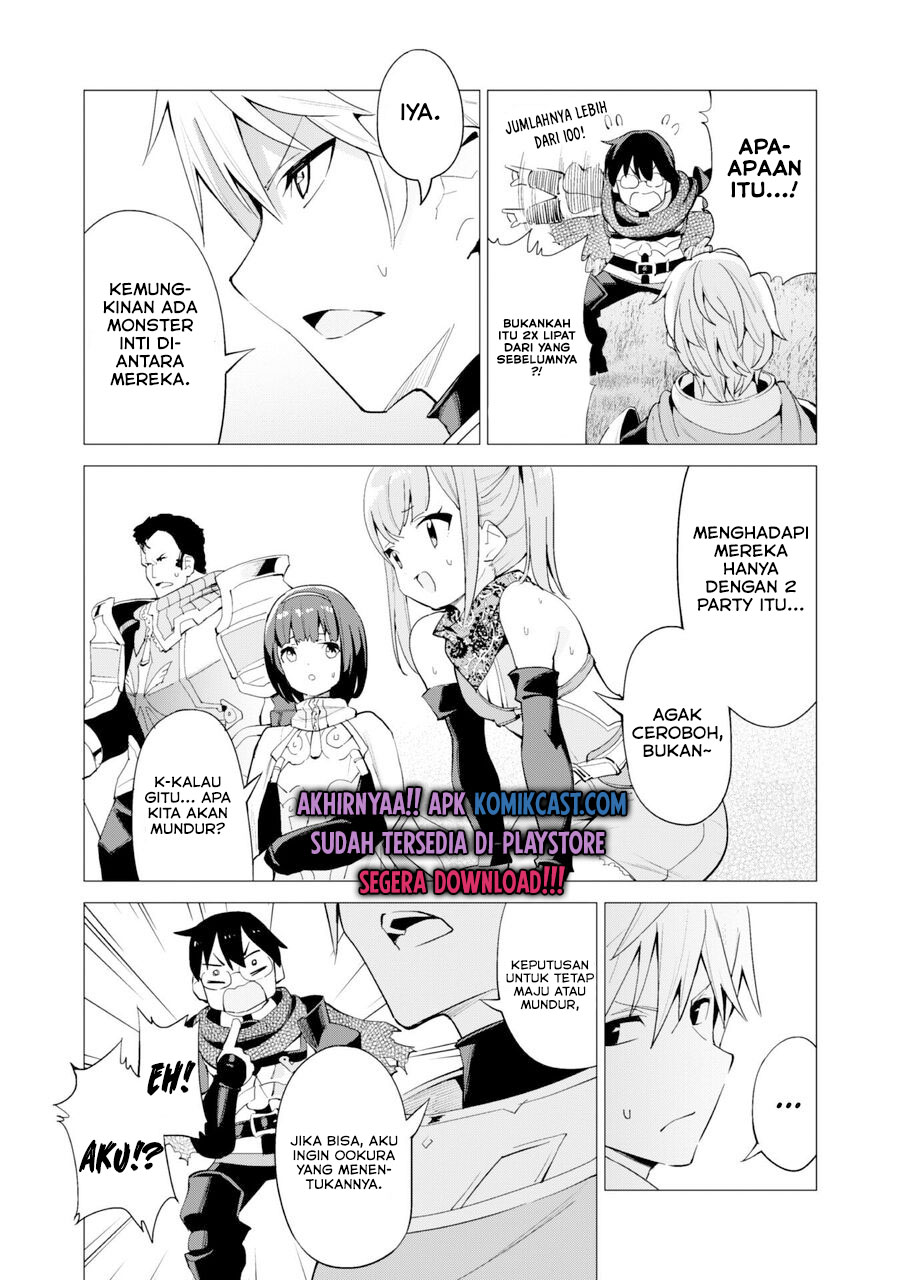 APA-
APAAN
ITU...!
JUMLAHNYA LEBIH
DARI 100!
BUKANKAH
ITU 2X LIPAT
DARI YANG
SEBELUMNYA
?!
IYA.
KEMUNG-
KINAN ADA
MONSTER
INTI DI-
ANTARA
MEREKA.
MENGHADAPI
MEREKA
HANYA
DENGAN 2
PARTY ITU...
AGAK
CEROBOH,
BUKAN~
K-KALAU
GITU... APA
KITA AKAN
MUNDUR?
AKHIRNYAA!! APK KOMIKCAST.COM
SUDAH TERSEDIA DI PLAYSTORE
SEGERA DOWNLOAD!!!
...
KEPUTUSAN
UNTUK TETAP
MAJU ATAU
MUNDUR,
JIKA BISA, AKU
INGIN OOKURA
YANG MENEN-
TUKANNYA.
EH!
AKU!?